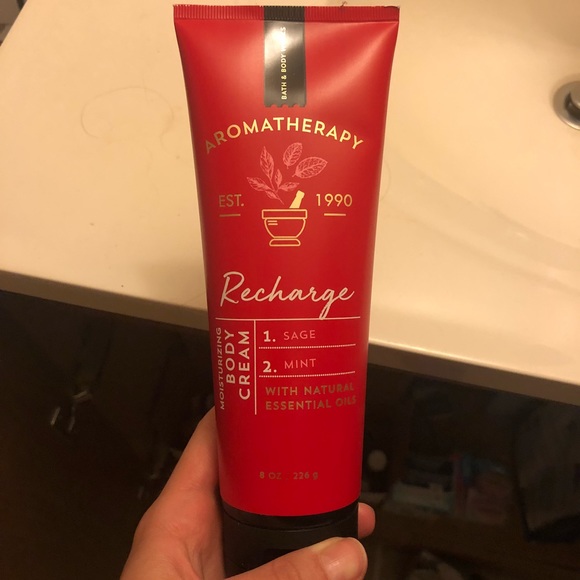 BATH & BODY WORKS
AROMATHERAPY
EST. 1990
Recharge
MOISTURIZING
BODY
CREAM
1. SAGE
2. MINT
WITH NATURAL
ESSENTIAL OILS
8 OZ 226 g